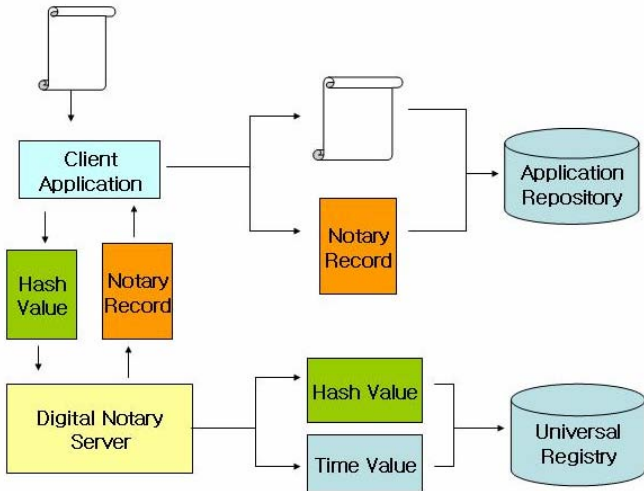 Client
Application
Application
Repository
Notary
Record
Hash
Value
Notary
Record
Hash Value
Digital Notary
Server
Universal
Registry
Time Value